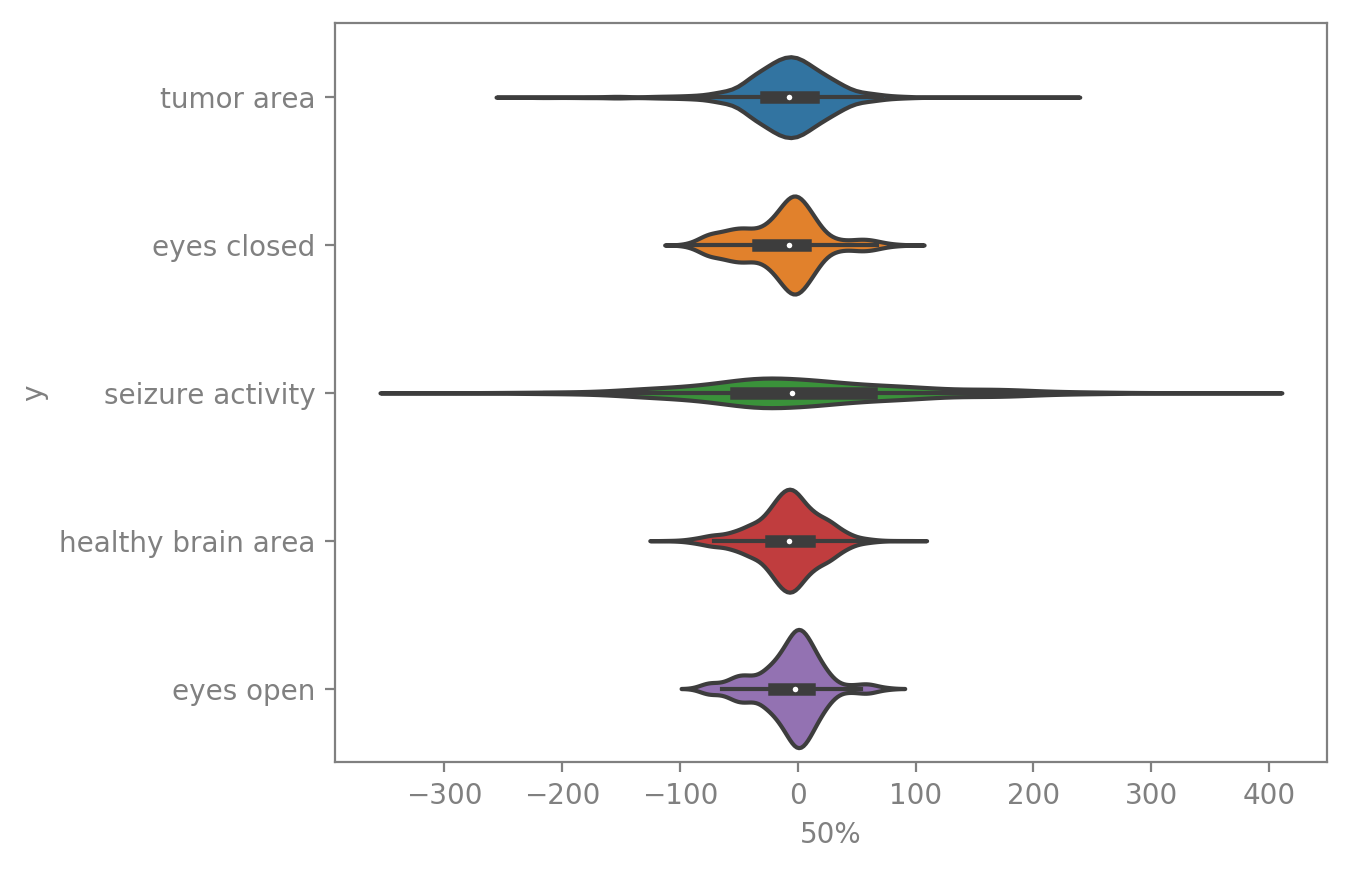 tumor area
eyes closed
y
seizure activity
healthy brain area
eyes open
−300 −200 −100 0 100 200 300 400
50%